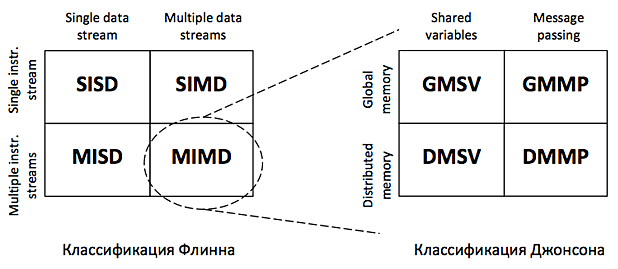 Single data
stream
Multiple data
streams
Single instr.
stream
SISD
SIMD
Multiple instr.
streams
MISD
MIMD
Классификация Флинна
Shared
variables
Message
passing
Global
memory
GMSV
GMMP
Distributed
memory
DMSV
DMMP
Классификация Джонсона